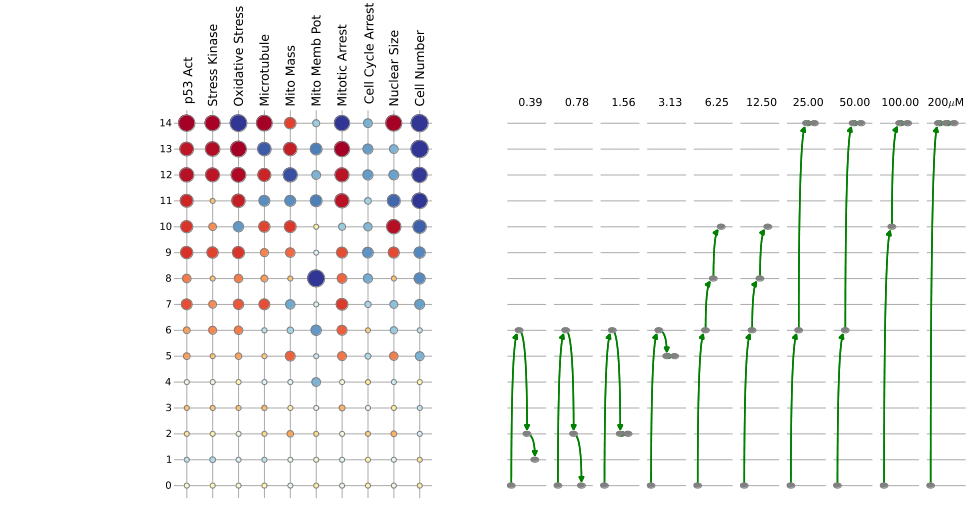 p53 Act
Stress Kinase
Oxidative Stress
Microtubule
Mito Mass
Mito Memb Pot
Mitotic Arrest
Cell Cycle Arrest
Nuclear Size
Cell Number
0.39 0.78 1.56 3.13 6.25 12.50 25.00 50.00 100.00 200μM
14
13
12
11
10
9
8
7
6
5
4
3
2
1
0